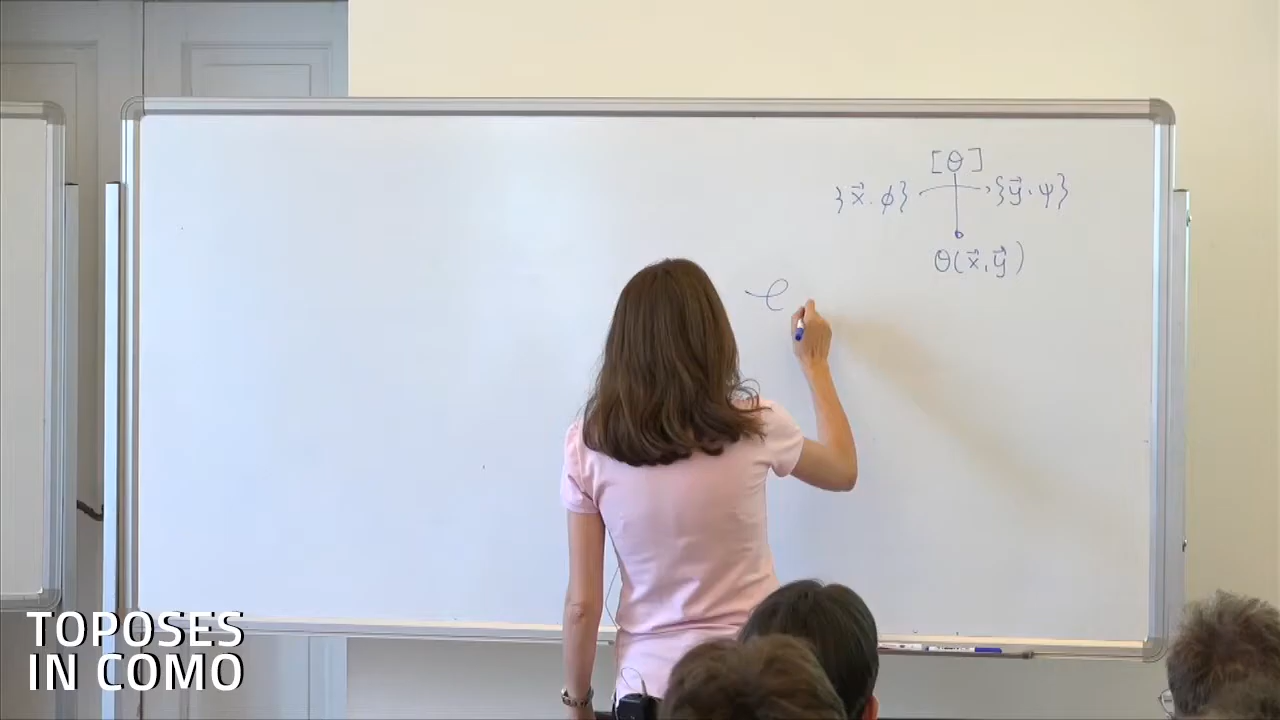 [θ]
{x⃗ . φ} → {y⃗ . ψ}
θ(x⃗, y⃗)
TOPOSES
IN COMO